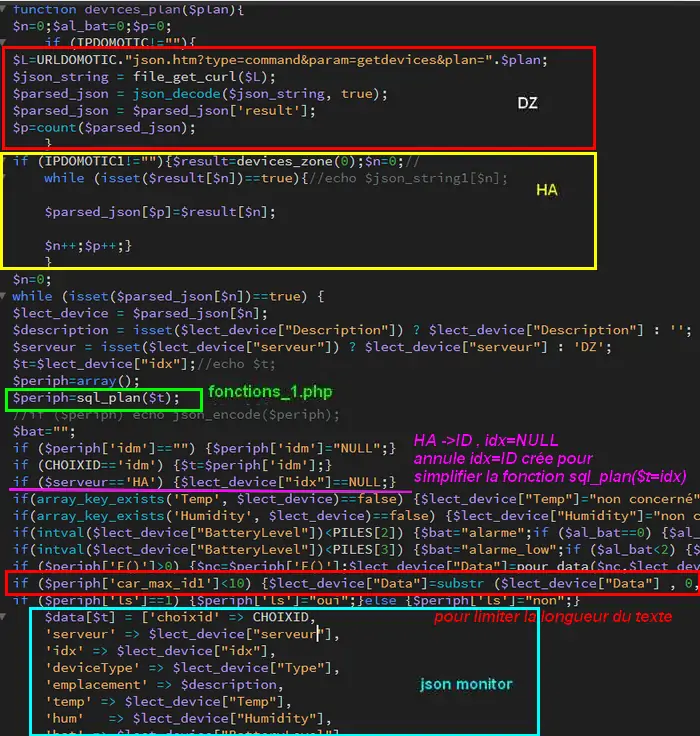 function devices_plan($plan){
$n=0;$al_bat=0;$p=0;
if (IPDOMOTIC!=""){
$L=URLDOMOTIC."json.htm?type=command&param=getdevices&plan=".$plan;
$json_string = file_get_curl($L);
$parsed_json = json_decode($json_string, true);
$parsed_json = $parsed_json['result'];
$p=count($parsed_json);
}
DZ
if (IPDOMOTIC1!=""){$result=devices_zone(0);$n=0;//
while (isset($result[$n])==true){//echo $json_string1[$n];
$parsed_json[$p]=$result[$n];
$n++;$p++;}
}
HA
$n=0;
while (isset($parsed_json[$n])==true) {
$lect_device = $parsed_json[$n];
$description = isset($lect_device["Description"]) ? $lect_device["Description"] : '';
$serveur = isset($lect_device["serveur"]) ? $lect_device["serveur"] : 'DZ';
$t=$lect_device["idx"];//echo $t;
$periph=array();
$periph=sql_plan($t);
fonctions_1.php
//if ($periph) echo json_encode($periph);
$bat="";
if ($periph['idm']=="") {$periph['idm']="NULL";}
if (CHOIXID=='idm') {$t=$periph['idm'];}
if ($serveur=='HA') {$lect_device["idx"]==NULL;}
HA ->ID , idx=NULL
annule idx=ID crée pour
simplifier la fonction sql_plan($t=idx)
if(array_key_exists('Temp', $lect_device)==false) {$lect_device["Temp"]="non concerné"
if(array_key_exists('Humidity', $lect_device)==false) {$lect_device["Humidity"]="non c
if(intval($lect_device["BatteryLevel"])<PILES[2]) {$bat="alarme";if ($al_bat==0) {$al_
if(intval($lect_device["BatteryLevel"])<PILES[3]) {$bat="alarme_low";if ($al_bat<2) {$
if ($periph['F()']>0) {$nc=$periph['F()'];$lect_device["Data"]=pour_data($nc,$lect_dev
if ($periph['car_max_id1']<10) {$lect_device["Data"]=substr ($lect_device["Data"] , 0,
if ($periph['ls']==1) {$periph['ls']="oui";}else {$periph['ls']="non";}
$data[$t] = ['choixid' => CHOIXID,
pour limiter la longueur du texte
'serveur' => $lect_device["serveur"],
'idx' => $lect_device["idx"],
'deviceType' => $lect_device["Type"],
'emplacement' => $description,
'temp' => $lect_device["Temp"],
'hum' => $lect_device["Humidity"],
json monitor